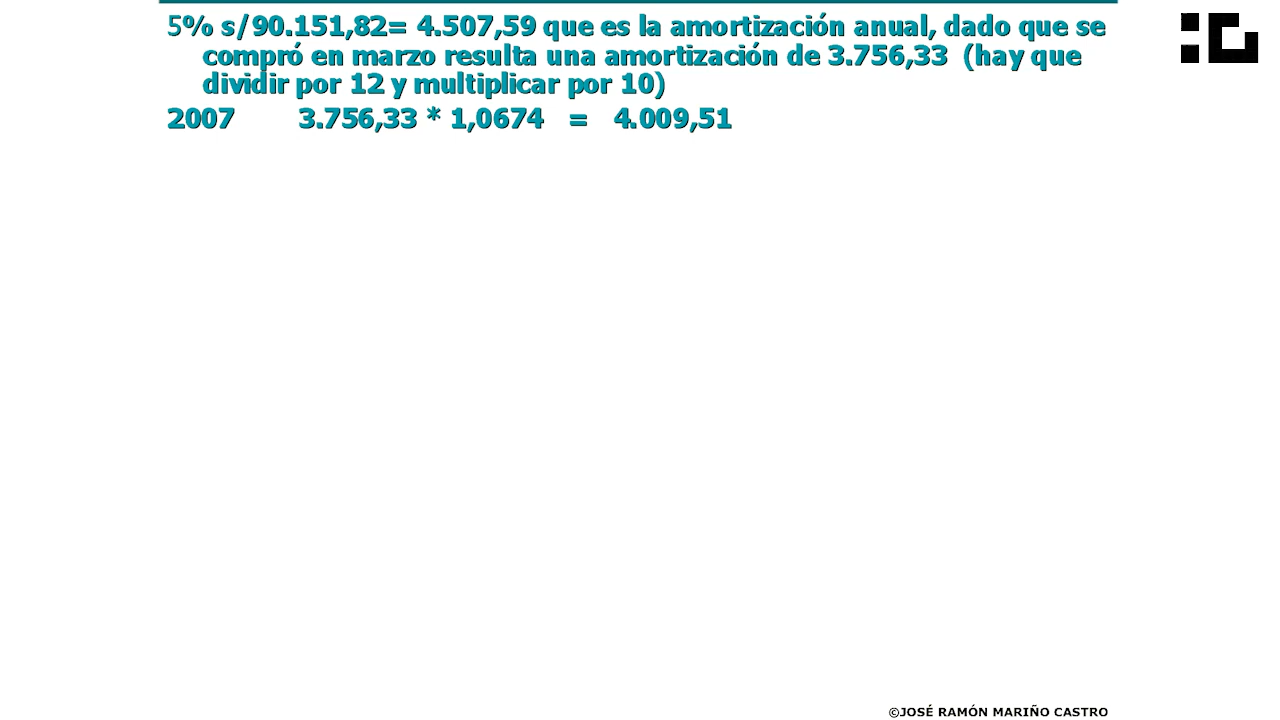 5% s/90.151,82= 4.507,59 que es la amortización anual, dado que se
compró en marzo resulta una amortización de 3.756,33 (hay que
dividir por 12 y multiplicar por 10)
2007 3.756,33 * 1,0674 = 4.009,51
©JOSÉ RAMÓN MARIÑO CASTRO